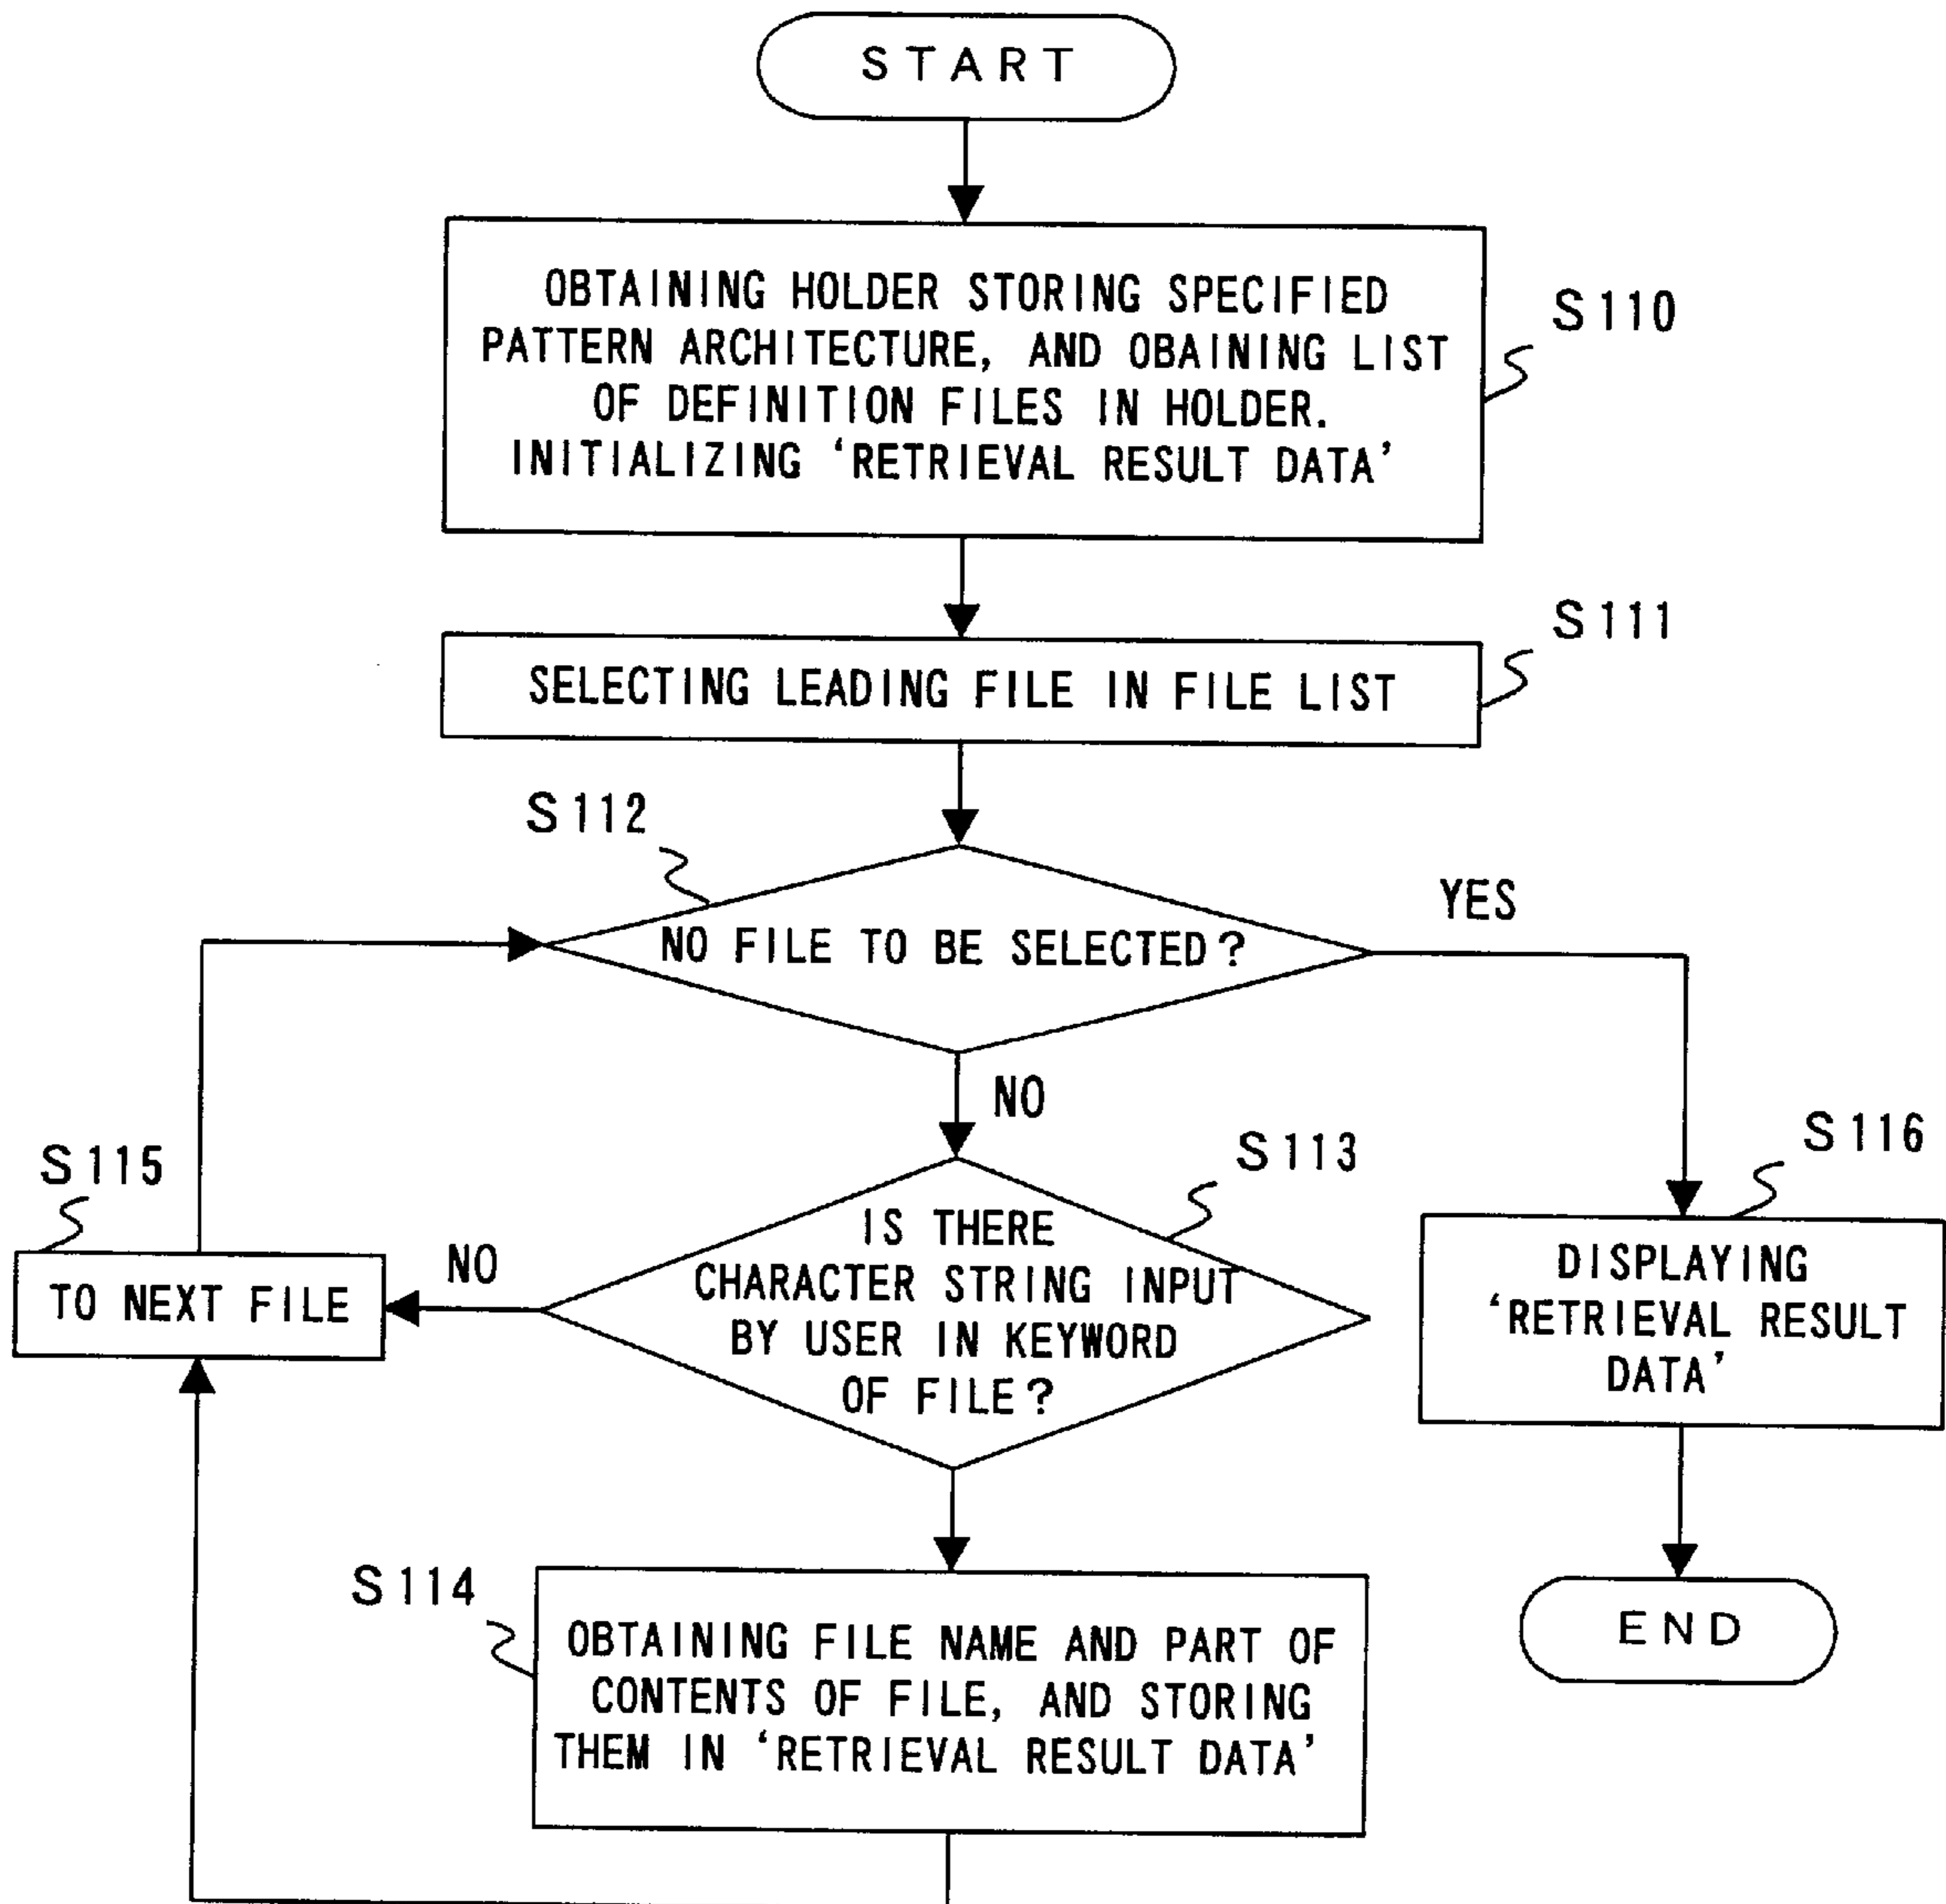 START
OBTAINING HOLDER STORING SPECIFIED
PATTERN ARCHITECTURE, AND OBAINING LIST
OF DEFINITION FILES IN HOLDER.
INITIALIZING ‘RETRIEVAL RESULT DATA’
S110
SELECTING LEADING FILE IN FILE LIST
S111
S112
NO FILE TO BE SELECTED?
YES
NO
S113
IS THERE
CHARACTER STRING INPUT
BY USER IN KEYWORD
OF FILE?
NO
S115
TO NEXT FILE
S116
DISPLAYING
‘RETRIEVAL RESULT
DATA’
S114
OBTAINING FILE NAME AND PART OF
CONTENTS OF FILE, AND STORING
THEM IN ‘RETRIEVAL RESULT DATA’
END